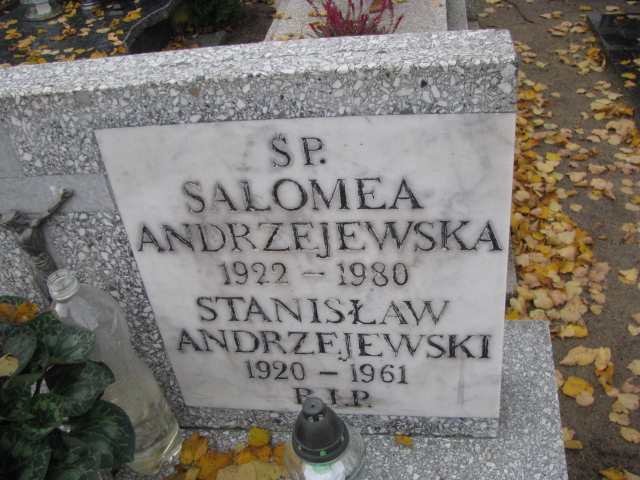 ŚP.
SALOMEA
ANDRZEJEWSKA
1922 – 1980
STANISŁAW
ANDRZEJEWSKI
1920 – 1961
R.I.P.